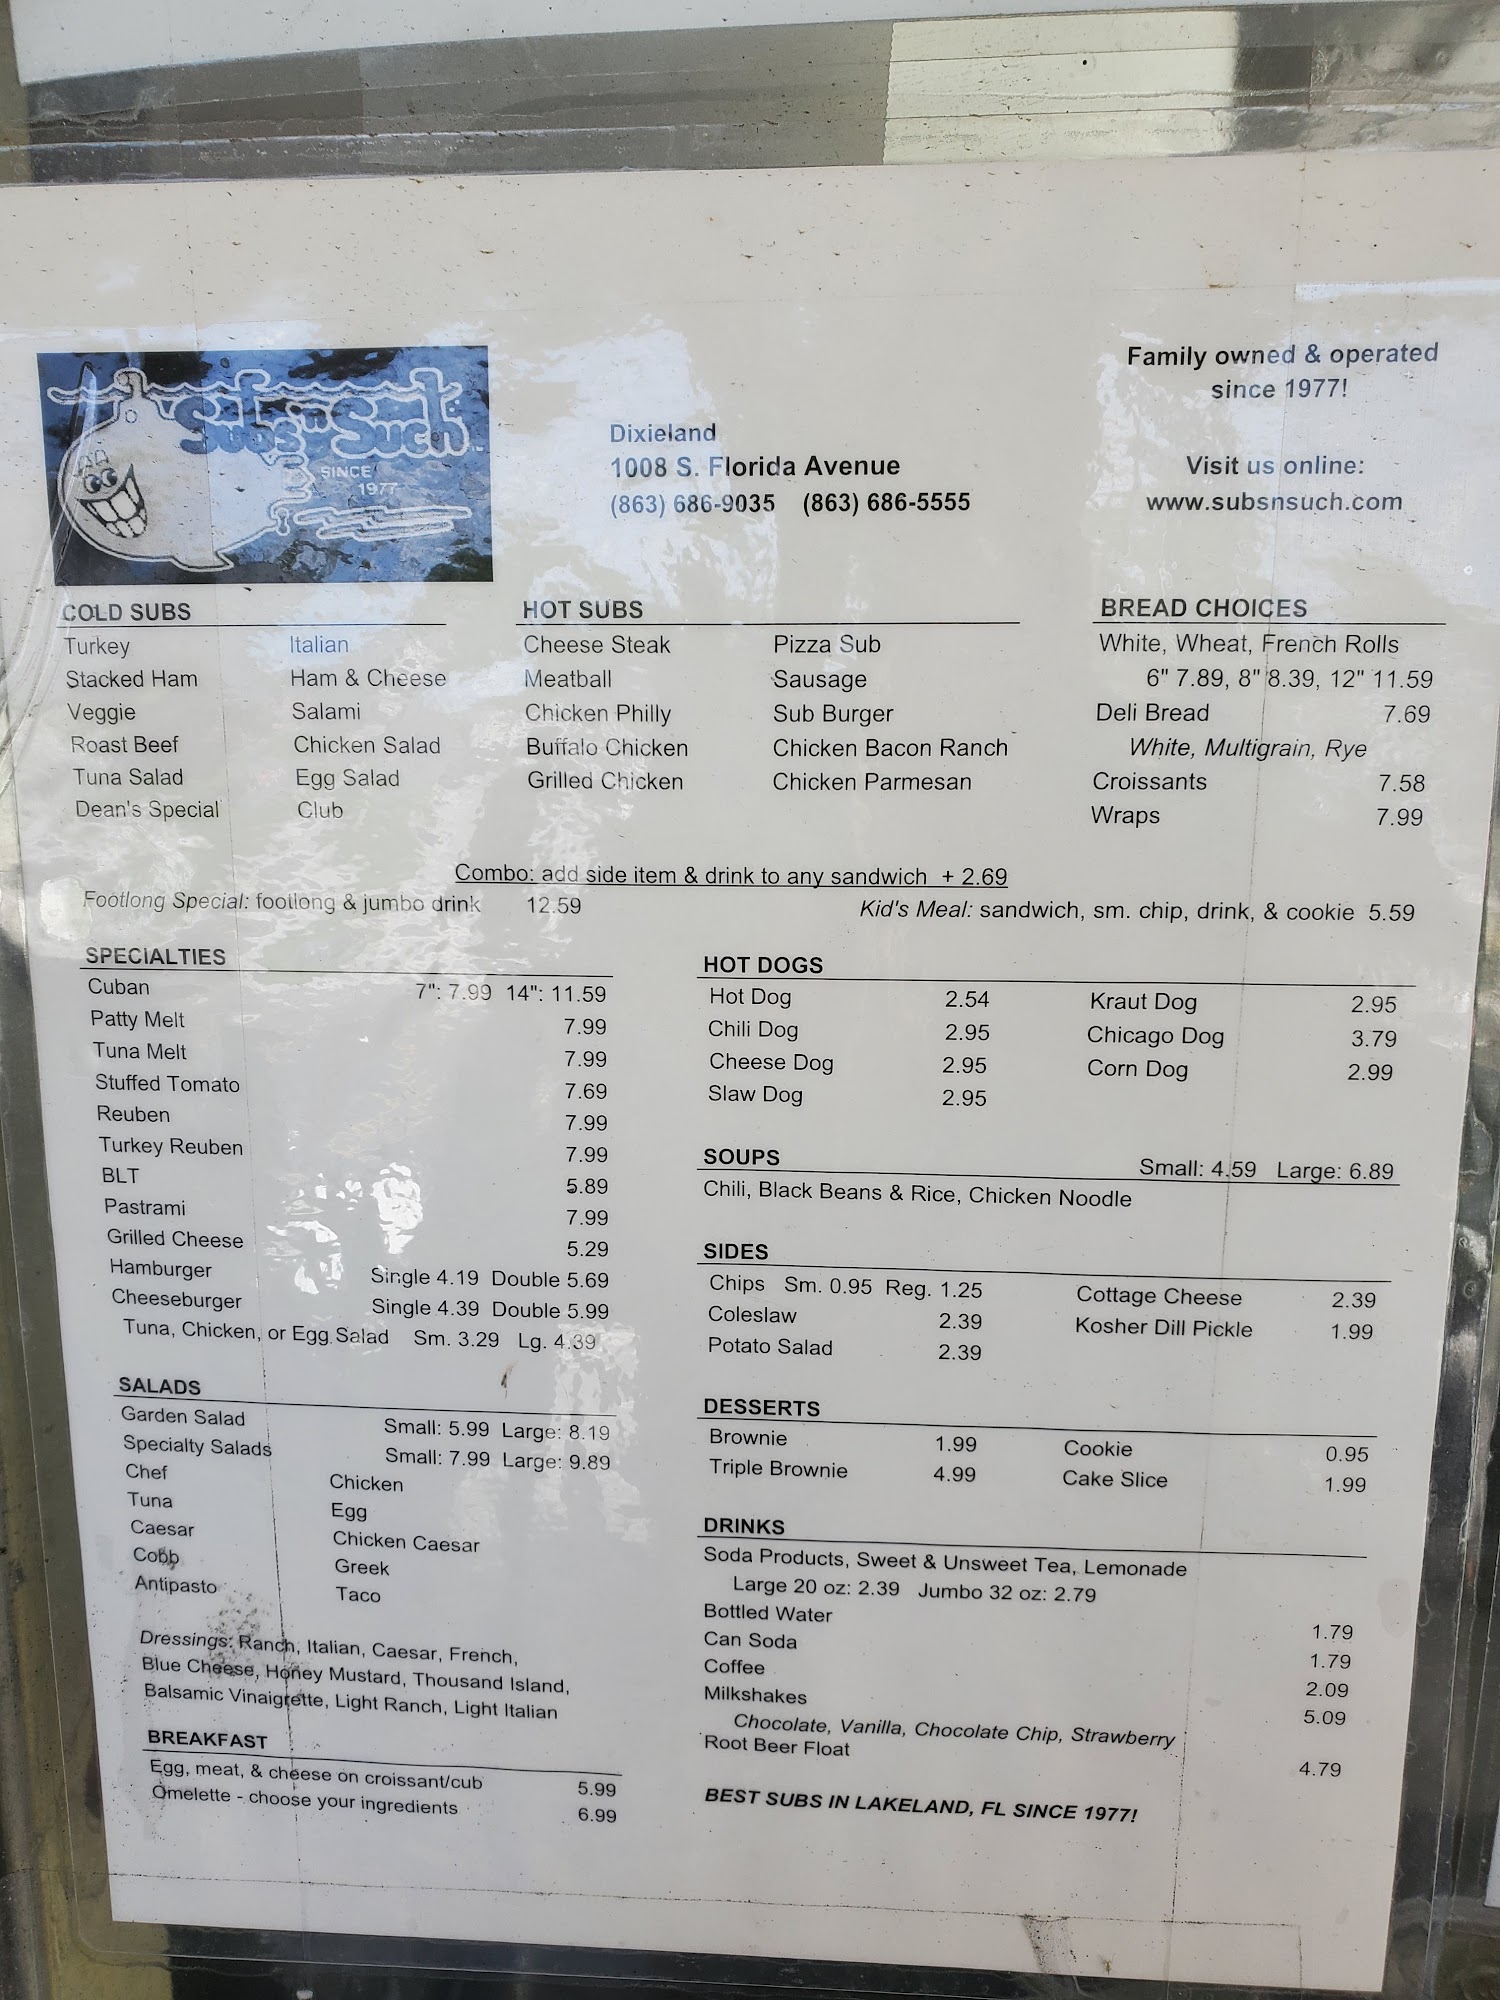 Subs 'n Such
SINCE
1977
Dixieland
1008 S. Florida Avenue
(863) 686-9035 (863) 686-5555
Family owned & operated
since 1977!
Visit us online:
www.subsnsuch.com
COLD SUBS
Turkey Italian
Stacked Ham Ham & Cheese
Veggie Salami
Roast Beef Chicken Salad
Tuna Salad Egg Salad
Dean's Special Club
HOT SUBS
Cheese Steak Pizza Sub
Meatball Sausage
Chicken Philly Sub Burger
Buffalo Chicken Chicken Bacon Ranch
Grilled Chicken Chicken Parmesan
BREAD CHOICES
White, Wheat, French Rolls
6" 7.89, 8" 8.39, 12" 11.59
Deli Bread 7.69
White, Multigrain, Rye
Croissants 7.58
Wraps 7.99
Combo: add side item & drink to any sandwich + 2.69
Footlong Special: footlong & jumbo drink 12.59
Kid's Meal: sandwich, sm. chip, drink, & cookie 5.59
SPECIALTIES
Cuban 7": 7.99 14": 11.59
Patty Melt 7.99
Tuna Melt 7.99
Stuffed Tomato 7.69
Reuben 7.99
Turkey Reuben 7.99
BLT 5.89
Pastrami 7.99
Grilled Cheese 5.29
Hamburger Single 4.19 Double 5.69
Cheeseburger Single 4.39 Double 5.99
Tuna, Chicken, or Egg Salad Sm. 3.29 Lg. 4.39
SALADS
Garden Salad Small: 5.99 Large: 8.19
Specialty Salads Small: 7.99 Large: 9.89
Chef Chicken
Tuna Egg
Caesar Chicken Caesar
Cobb Greek
Antipasto Taco
Dressings: Ranch, Italian, Caesar, French,
Blue Cheese, Honey Mustard, Thousand Island,
Balsamic Vinaigrette, Light Ranch, Light Italian
BREAKFAST
Egg, meat, & cheese on croissant/cub 5.99
Omelette - choose your ingredients 6.99
HOT DOGS
Hot Dog 2.54 Kraut Dog 2.95
Chili Dog 2.95 Chicago Dog 3.79
Cheese Dog 2.95 Corn Dog 2.99
Slaw Dog 2.95
SOUPS Small: 4.59 Large: 6.89
Chili, Black Beans & Rice, Chicken Noodle
SIDES
Chips Sm. 0.95 Reg. 1.25 Cottage Cheese 2.39
Coleslaw 2.39 Kosher Dill Pickle 1.99
Potato Salad 2.39
DESSERTS
Brownie 1.99 Cookie 0.95
Triple Brownie 4.99 Cake Slice 1.99
DRINKS
Soda Products, Sweet & Unsweet Tea, Lemonade
Large 20 oz: 2.39 Jumbo 32 oz: 2.79
Bottled Water 1.79
Can Soda 1.79
Coffee 2.09
Milkshakes 5.09
Chocolate, Vanilla, Chocolate Chip, Strawberry
Root Beer Float 4.79
BEST SUBS IN LAKELAND, FL SINCE 1977!